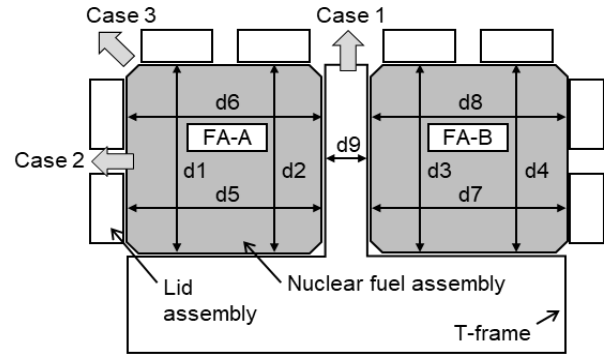 Case 3
Case 1
d6
d8
FA-A
FA-B
d9
Case 2
d1
d2
d3
d4
d5
d7
Lid
assembly
Nuclear fuel assembly
T-frame